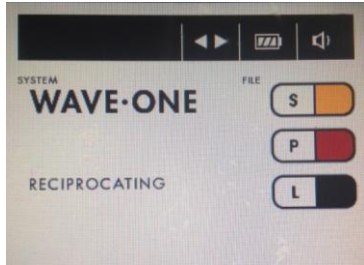 SYSTEM
WAVE·ONE
FILE
S
P
RECIPROCATING
L